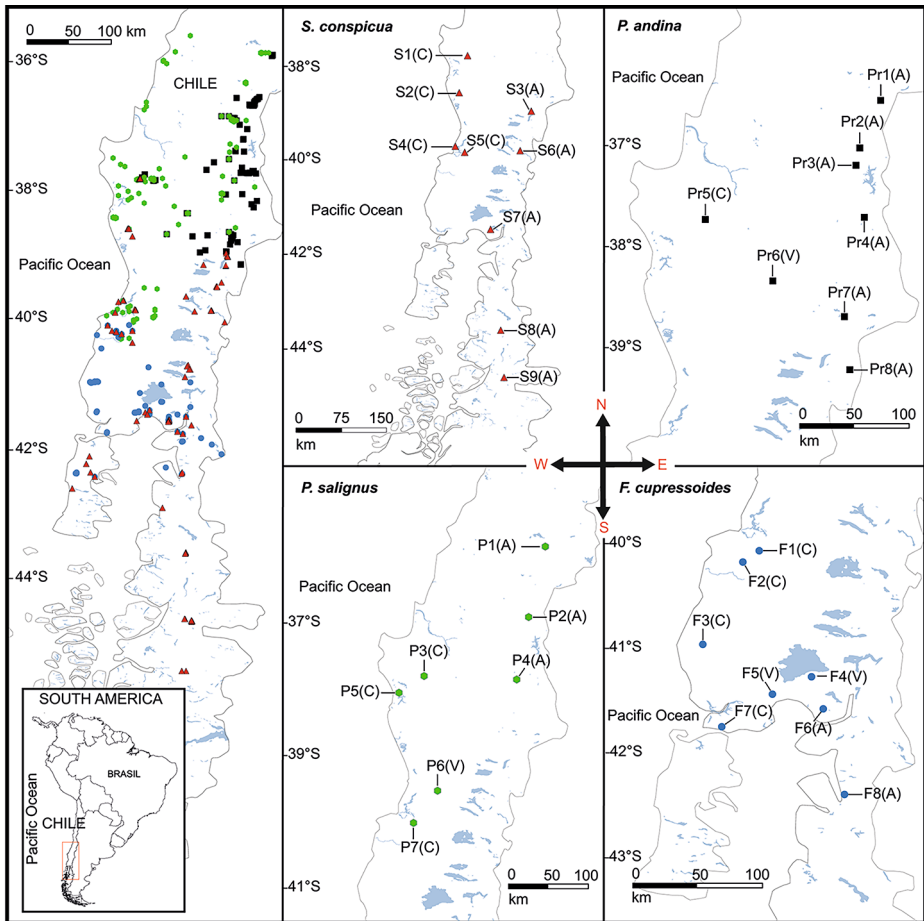 0 50 100 km
CHILE
36°S
38°S
Pacific Ocean
40°S
42°S
44°S
SOUTH AMERICA
BRASIL
Pacific Ocean
CHILE
S. conspicua
38°S
S1(C)
S2(C)
S3(A)
S4(C)
S5(C)
S6(A)
40°S
Pacific Ocean
S7(A)
42°S
S8(A)
44°S
S9(A)
0 75 150
km
P. andina
Pacific Ocean
Pr1(A)
37°S
Pr2(A)
Pr3(A)
Pr5(C)
Pr4(A)
38°S
Pr6(V)
Pr7(A)
39°S
Pr8(A)
0 50 100
km
N
W
E
S
P. salignus
P1(A)
Pacific Ocean
P2(A)
37°S
P3(C)
P4(A)
P5(C)
39°S
P6(V)
P7(C)
41°S
0 50 100
km
F. cupressoides
40°S
F1(C)
F2(C)
F3(C)
41°S
F4(V)
F5(V)
F7(C)
Pacific Ocean
F6(A)
42°S
F8(A)
43°S
0 50 100
km